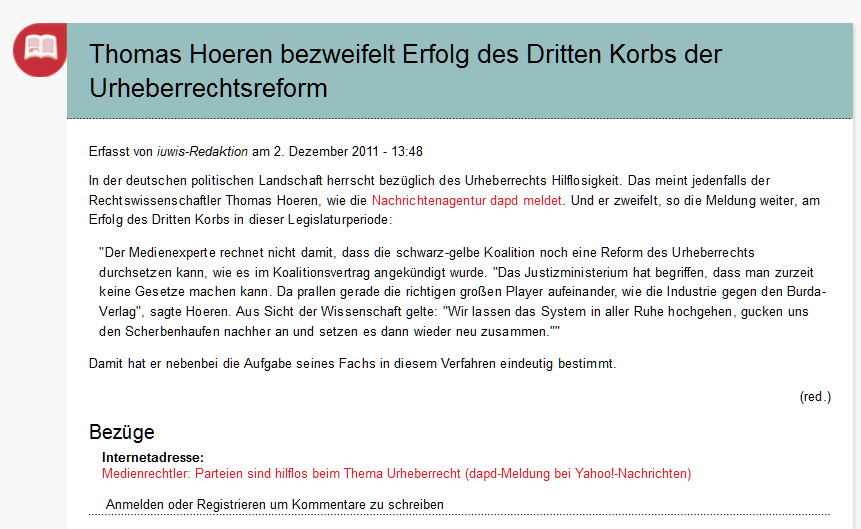 Thomas Hoeren bezweifelt Erfolg des Dritten Korbs der
Urheberrechtsreform
Erfasst von iuwis-Redaktion am 2. Dezember 2011 - 13:48
In der deutschen politischen Landschaft herrscht bezüglich des Urheberrechts Hilflosigkeit. Das meint jedenfalls der
Rechtswissenschaftler Thomas Hoeren, wie die Nachrichtenagentur dapd meldet. Und er zweifelt, so die Meldung weiter, am
Erfolg des Dritten Korbs in dieser Legislaturperiode:
"Der Medienexperte rechnet nicht damit, dass die schwarz-gelbe Koalition noch eine Reform des Urheberrechts
durchsetzen kann, wie es im Koalitionsvertrag angekündigt wurde. "Das Justizministerium hat begriffen, dass man zurzeit
keine Gesetze machen kann. Da prallen gerade die richtigen großen Player aufeinander, wie die Industrie gegen den Burda-
Verlag", sagte Hoeren. Aus Sicht der Wissenschaft gelte: "Wir lassen das System in aller Ruhe hochgehen, gucken uns
den Scherbenhaufen nachher an und setzen es dann wieder neu zusammen.""
Damit hat er nebenbei die Aufgabe seines Fachs in diesem Verfahren eindeutig bestimmt.
(red.)
Bezüge
Internetadresse:
Medienrechtler: Parteien sind hilflos beim Thema Urheberrecht (dapd-Meldung bei Yahoo!-Nachrichten)
Anmelden oder Registrieren um Kommentare zu schreiben